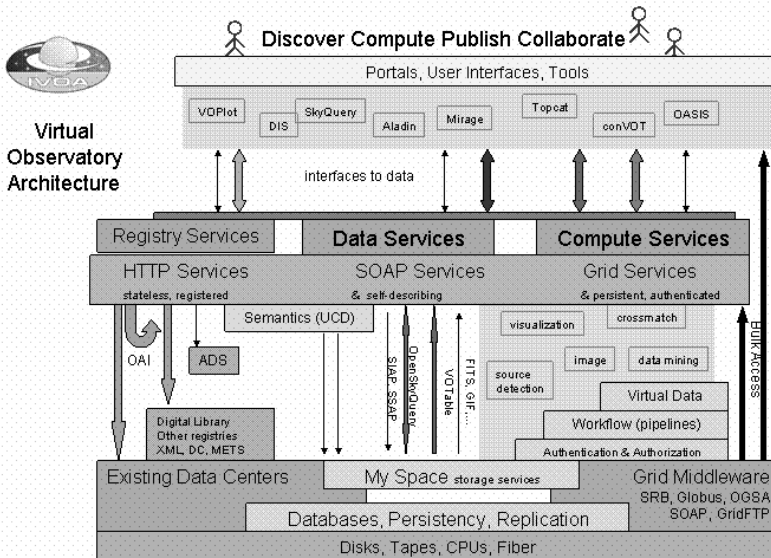 Discover Compute Publish Collaborate
IVOA
Portals, User Interfaces, Tools
Virtual
Observatory
Architecture
VOPlot
DIS
SkyQuery
Aladin
Mirage
Topcat
conVOT
OASIS
interfaces to data
Registry Services
Data Services
Compute Services
HTTP Services
stateless, registered
SOAP Services
& self-describing
Grid Services
& persistent, authenticated
Semantics (UCD)
OAI
ADS
SIAP, SSAP
OpenSkyQuery
VOTable
FITS, GIF,...
visualization
crossmatch
source
detection
image
data mining
Bulk Access
Virtual Data
Workflow (pipelines)
Authentication & Authorization
Digital Library
Other registries
XML, DC, METS
Existing Data Centers
My Space storage services
Grid Middleware
SRB, Globus, OGSA
SOAP, GridFTP
Databases, Persistency, Replication
Disks, Tapes, CPUs, Fiber